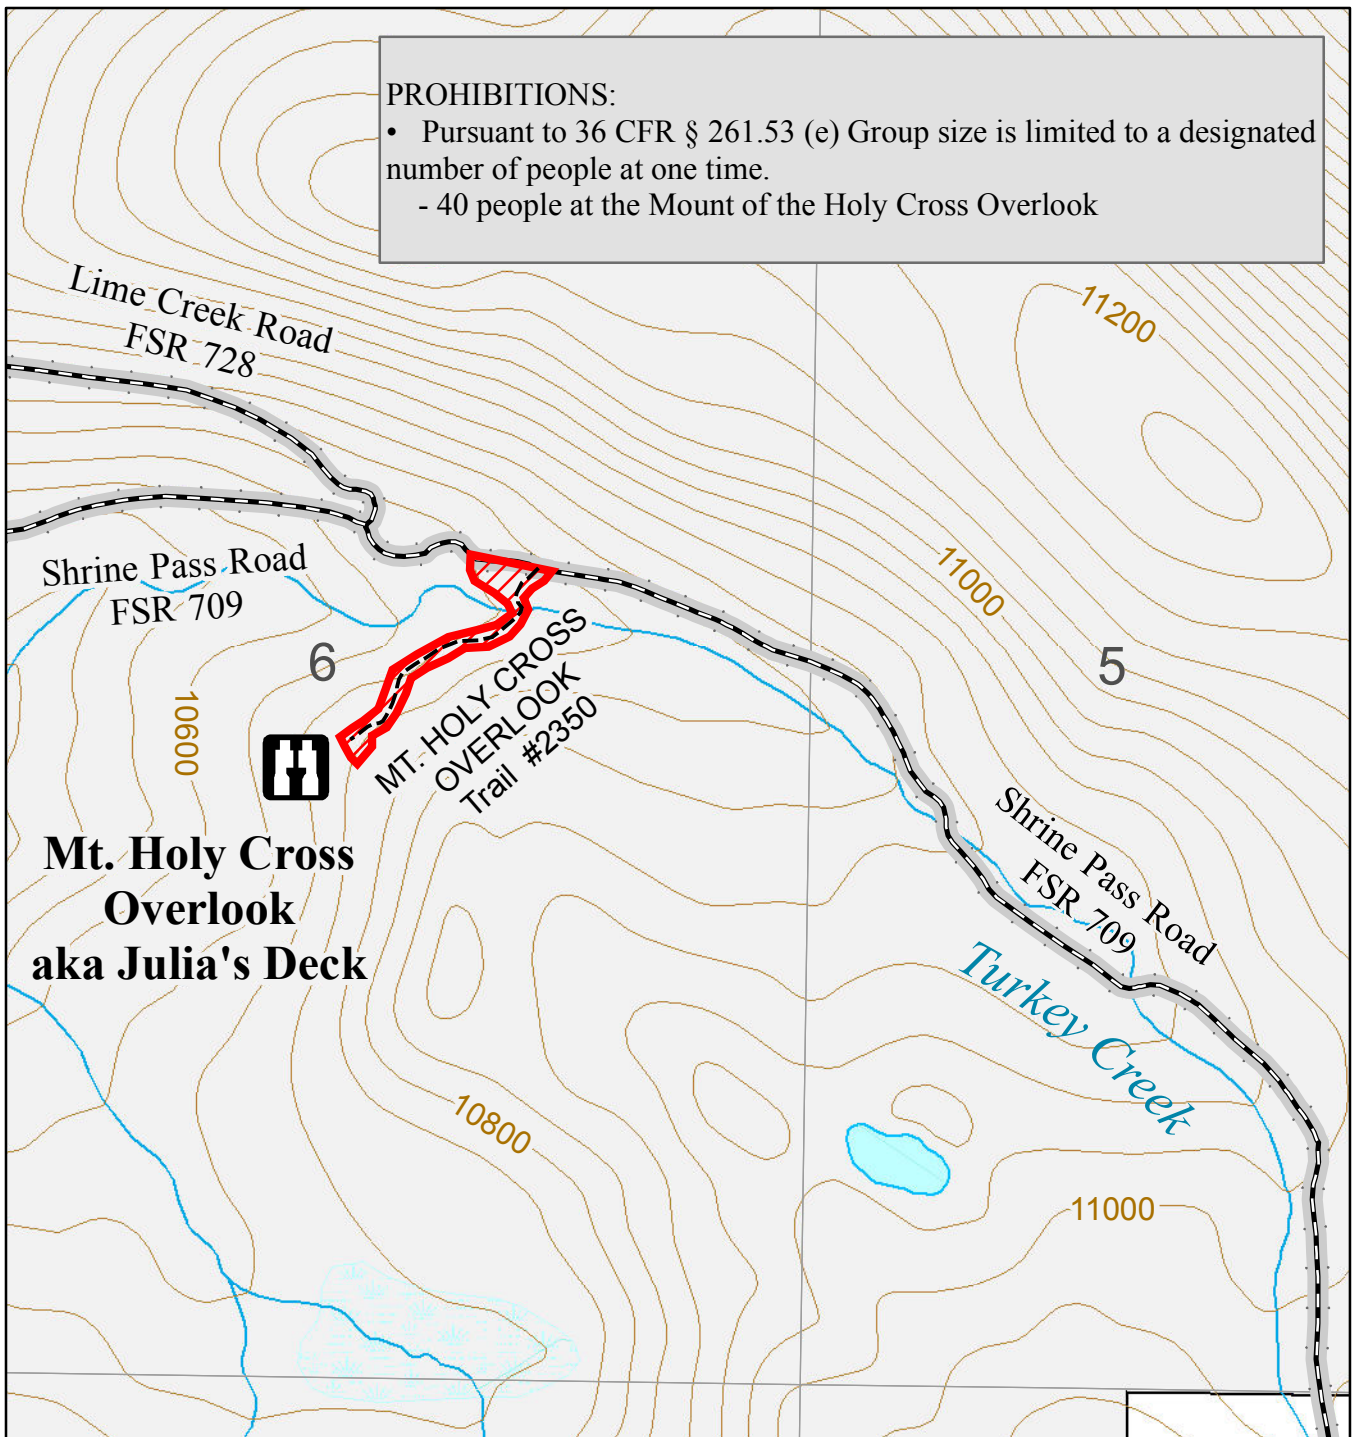 PROHIBITIONS:
• Pursuant to 36 CFR § 261.53 (e) Group size is limited to a designated
number of people at one time.
- 40 people at the Mount of the Holy Cross Overlook
Lime Creek Road
FSR 728
11200
Shrine Pass Road
FSR 709
11000
6
5
10600
MT. HOLY CROSS
OVERLOOK
Trail #2350
Mt. Holy Cross
Overlook
aka Julia's Deck
Shrine Pass Road
FSR 709
Turkey Creek
10800
11000